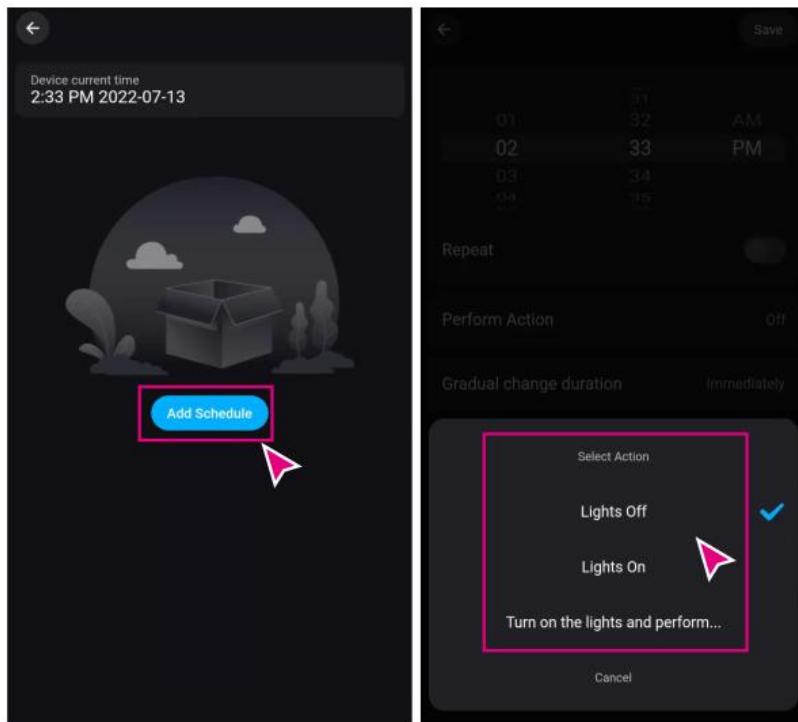 Device current time
2:33 PM 2022-07-13
Add Schedule
Save
31
01 32 AM
02 33 PM
03 34
04 35
Repeat
Perform Action Off
Gradual change duration Immediately
Select Action
Lights Off
Lights On
Turn on the lights and perform...
Cancel